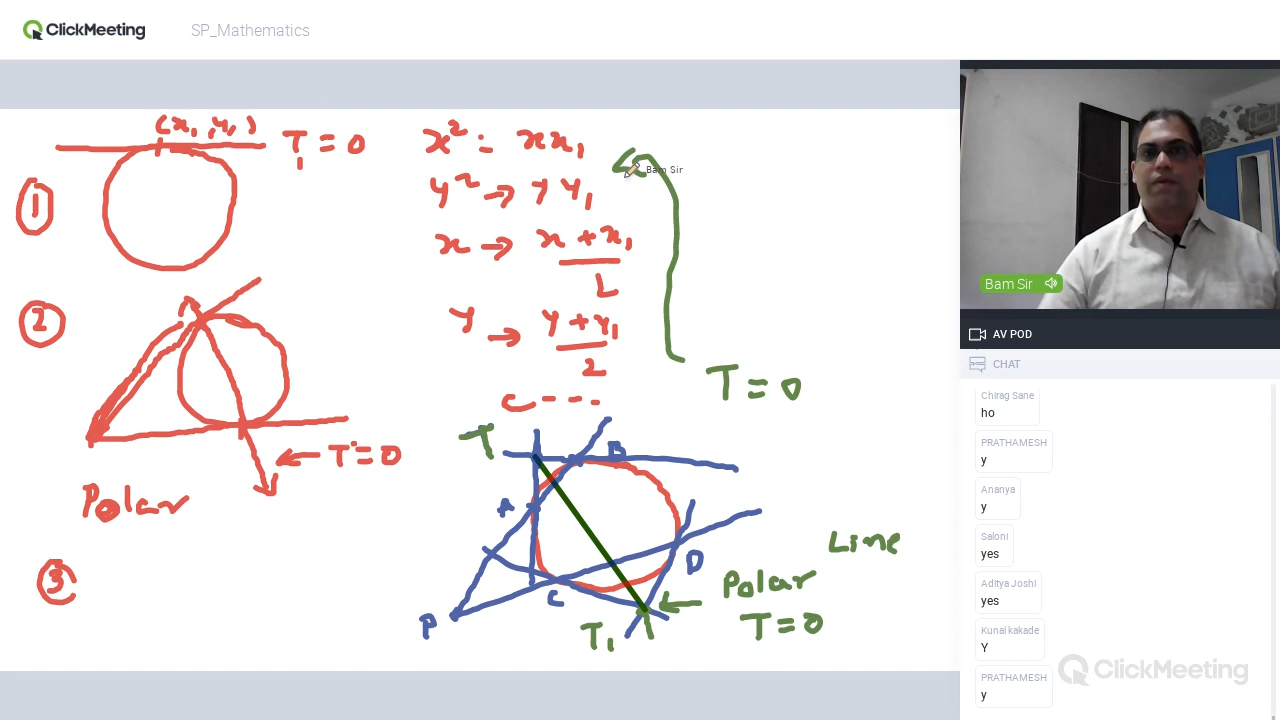 ClickMeeting
SP_Mathematics
(x₁, y₁)
T₁ = 0
①
x² = xx₁
y² → yy₁
x → x + x₁ / 2
y → y + y₁ / 2
c - - -
②
T = 0
Polar
③
T = 0
T
B
A
P
C
D
T₁
Line
Polar
T = 0
Bam Sir
Bam Sir
AV POD
CHAT
Chirag Sane
ho
PRATHAMESH
y
Ananya
y
Saloni
yes
Aditya Joshi
yes
Kunal kakade
Y
PRATHAMESH
y
ClickMeeting